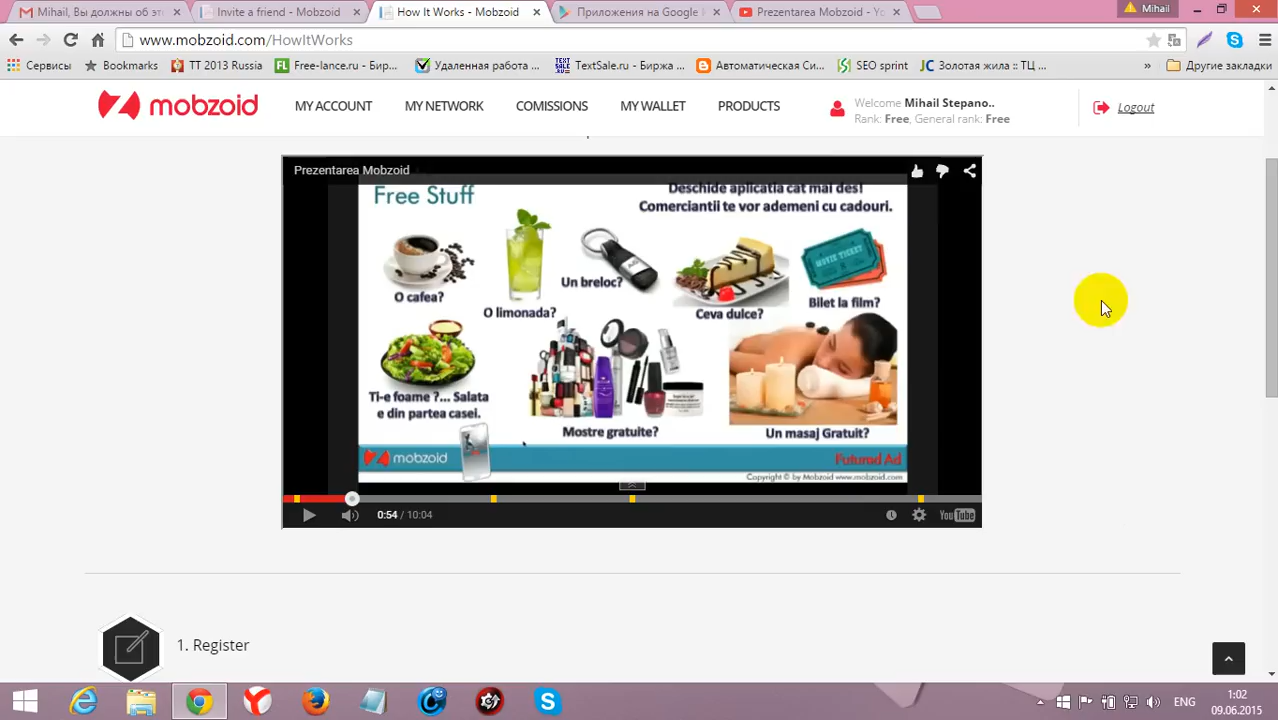 Mihail, Вы должны об эт
Invite a friend - Mobzoid
How It Works - Mobzoid
Приложения на Google
Prezentarea Mobzoid - Yo
Mihail
www.mobzoid.com/HowItWorks
Сервисы
Bookmarks
TT 2013 Russia
FL Free-lance.ru - Бир...
Удаленная работа ...
TextSale.ru - Биржа ...
Автоматическая Си...
SEO sprint
JC Золотая жила :: ТЦ ...
»
Другие закладки
mobzoid
MY ACCOUNT
MY NETWORK
COMISSIONS
MY WALLET
PRODUCTS
Welcome Mihail Stepano..
Rank: Free, General rank: Free
Logout
Prezentarea Mobzoid
Free Stuff
Deschide aplicatia cat mai des!
Comerciantii te vor ademeni cu cadouri.
MOVIE TICKET
O cafea?
O limonada?
Un breloc?
Ceva dulce?
Bilet la film?
Ti-e foame ?... Salata
e din partea casei.
Mostre gratuite?
Un masaj Gratuit?
mobzoid
Futurad Ad
Copyright © by Mobzoid www.mobzoid.com
0:54 / 10:04
YouTube
1. Register
ENG
1:02
09.06.2015